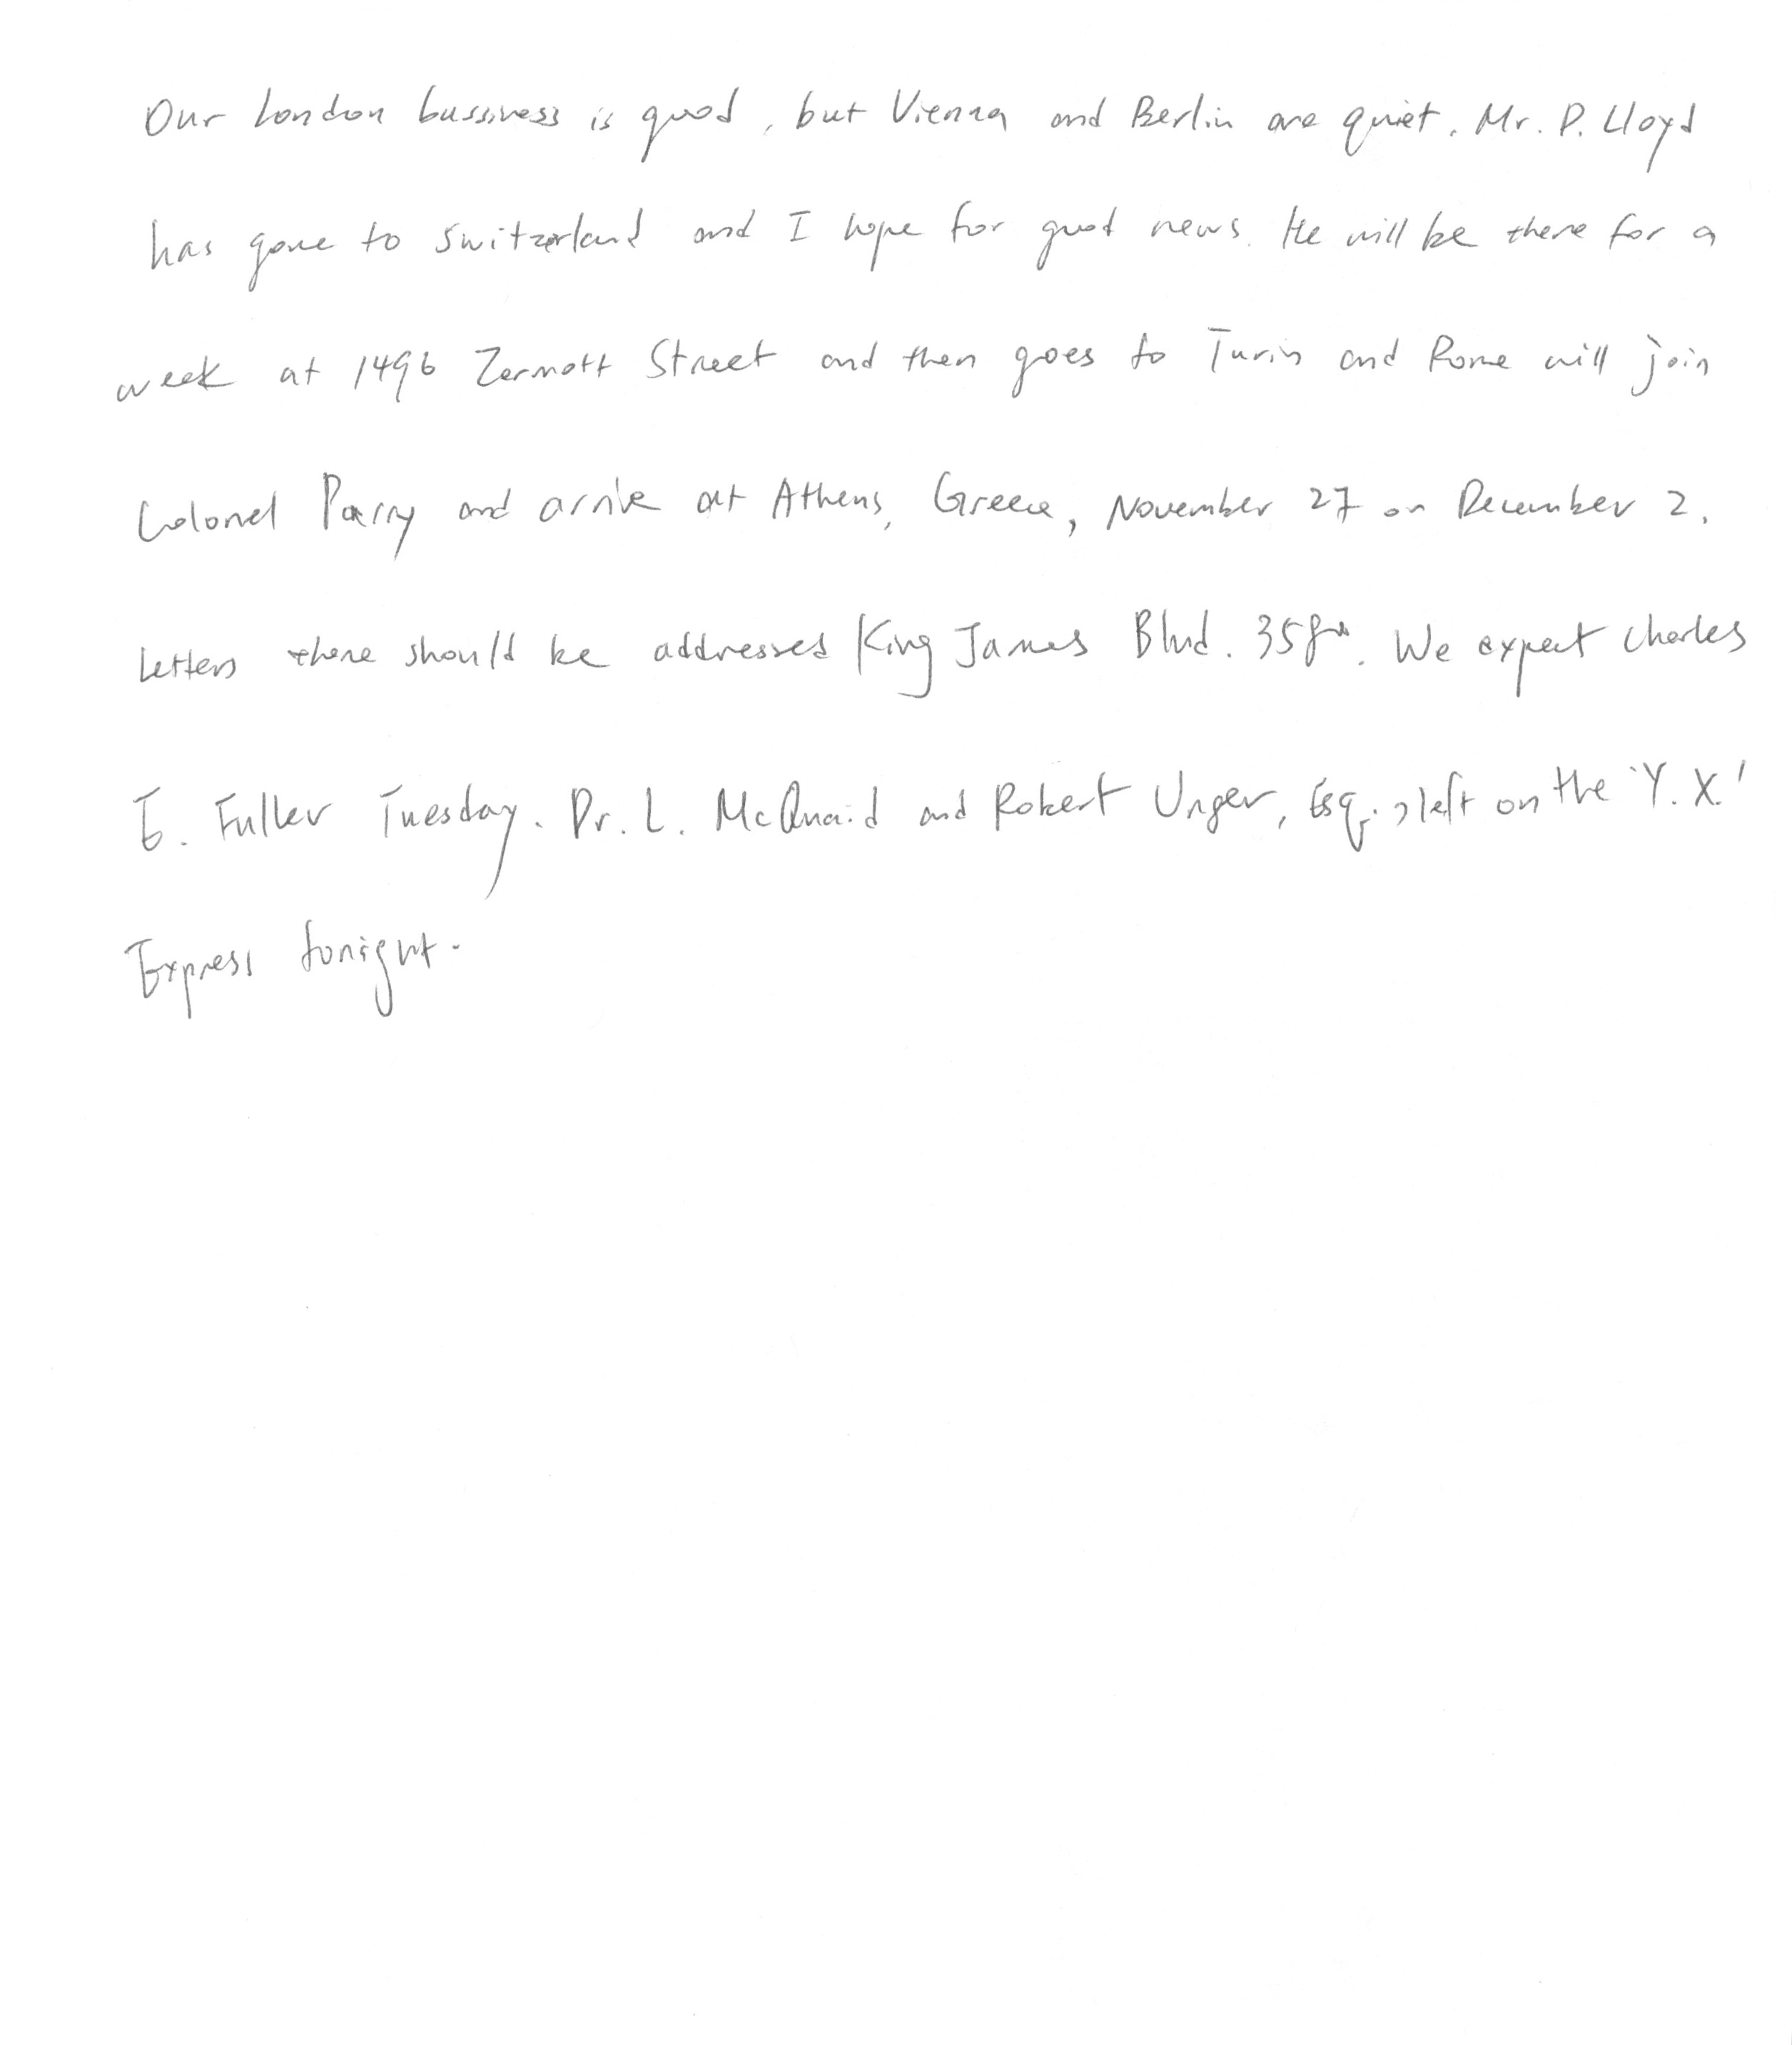 Our London bussiness is good, but Vienna and Berlin are quiet. Mr. D. Lloyd
has gone to Switzerland and I hope for good news. He will be there for a
week at 1496 Zermott Street and then goes to Turin and Rome will join
Colonel Parry and arrive at Athens, Greece, November 27 or December 2.
Letters there should be addressed King James Blvd. We expect Charles
E. Fuller Tuesday. Dr. L. McQuaid and Robert Unger, Esq., left on the 'Y. X.'
Express tonight.